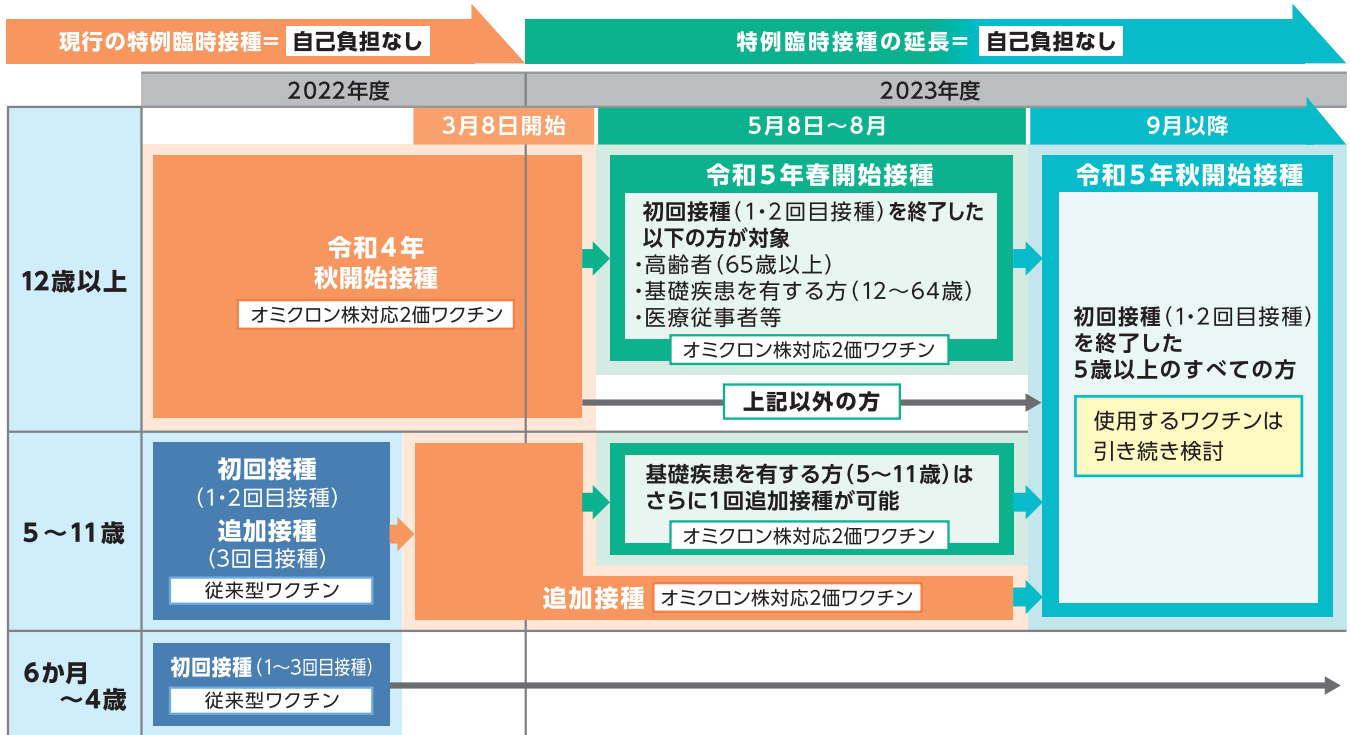 現行の特例臨時接種= 自己負担なし
特例臨時接種の延長= 自己負担なし
2022年度
2023年度
3月8日開始
5月8日～8月
9月以降
12歳以上
令和4年
秋開始接種
オミクロン株対応2価ワクチン
令和5年春開始接種
初回接種(1・2回目接種)を終了した
以下の方が対象
・高齢者(65歳以上)
・基礎疾患を有する方(12～64歳)
・医療従事者等
オミクロン株対応2価ワクチン
上記以外の方
令和5年秋開始接種
初回接種(1・2回目接種)
を終了した
5歳以上のすべての方
使用するワクチンは
引き続き検討
5～11歳
初回接種
(1・2回目接種)
追加接種
(3回目接種)
従来型ワクチン
基礎疾患を有する方(5～11歳)は
さらに1回追加接種が可能
オミクロン株対応2価ワクチン
追加接種 オミクロン株対応2価ワクチン
6か月
～4歳
初回接種(1～3回目接種)
従来型ワクチン